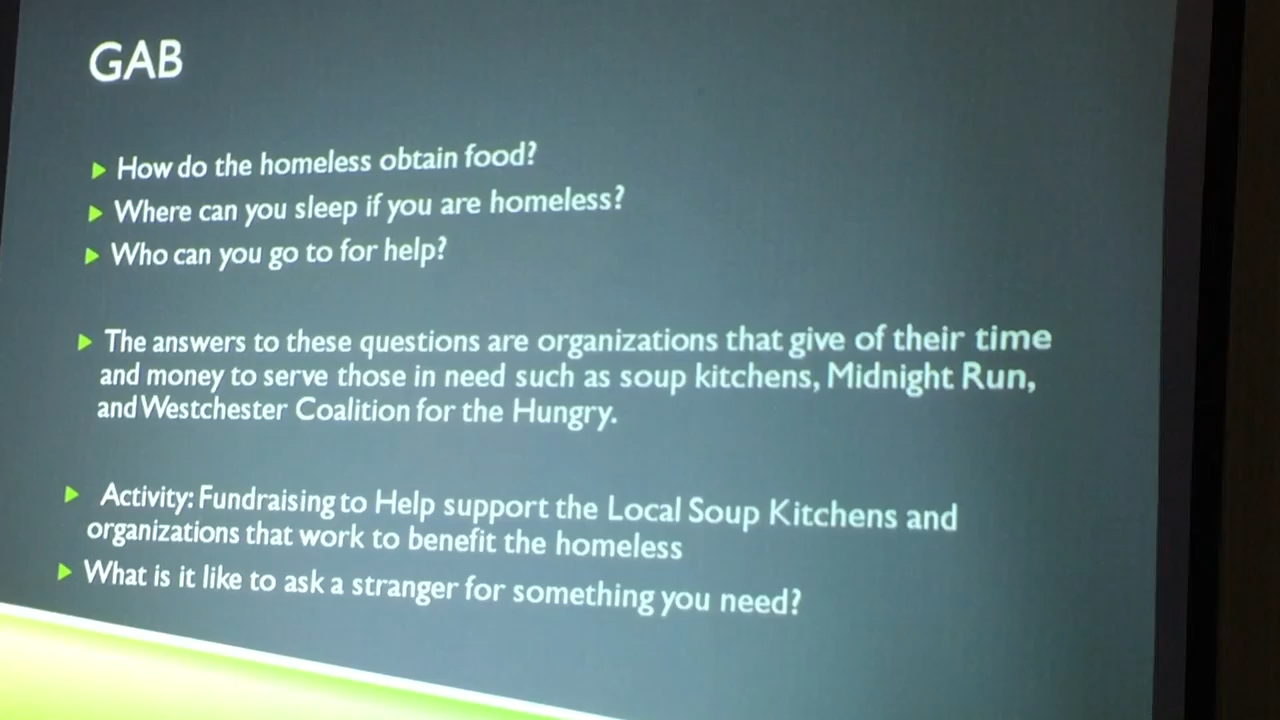 GAB
How do the homeless obtain food?
Where can you sleep if you are homeless?
Who can you go to for help?
The answers to these questions are organizations that give of their time
and money to serve those in need such as soup kitchens, Midnight Run,
and Westchester Coalition for the Hungry.
Activity: Fundraising to Help support the Local Soup Kitchens and
organizations that work to benefit the homeless
What is it like to ask a stranger for something you need?